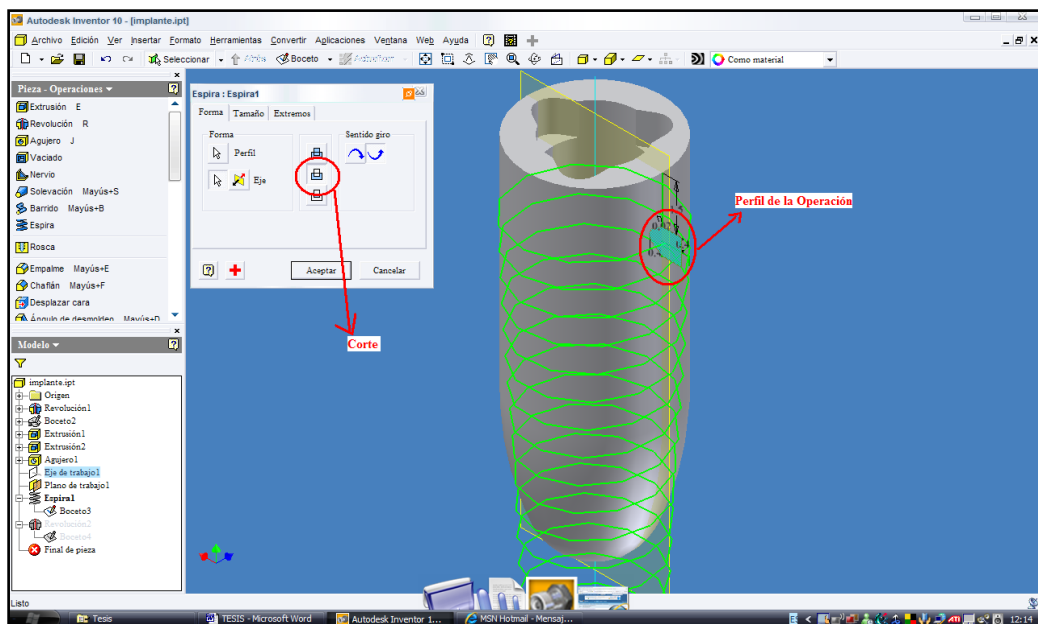 Autodesk Inventor 10 - [implante.ipt]
Archivo Edición Ver Insertar Formato Herramientas Convertir Aplicaciones Ventana Web Ayuda
Seleccionar Boceto Como material
Pieza - Operaciones
Extrusión E
Revolución R
Agujero J
Vaciado
Nervio
Solevación Mayús+S
Barrido Mayús+B
Espira
Rosca
Empalme Mayús+E
Chaflán Mayús+F
Desplazar cara
Ángulo de desmoldeo Mayús+D
Modelo
implante.ipt
Origen
Revolución1
Boceto2
Extrusión1
Extrusión2
Agujero1
Eje de trabajo1
Plano de trabajo1
Espira1
Boceto3
Revolución2
Boceto4
Final de pieza
Espira : Espira1
Forma Tamaño Extremos
Forma Sentido giro
Perfil
Eje
Aceptar Cancelar
Corte
Perfil de la Operación
Listo
Tesis TESIS - Microsoft Word Autodesk Inventor 1... MSN Hotmail - Mensaj... 12:14